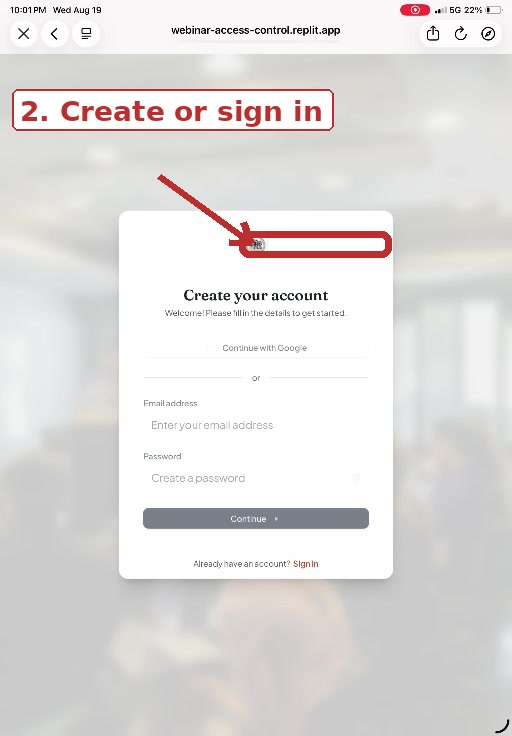 10:01 PM Wed Aug 19
5G 22%
webinar-access-control.replit.app
2. Create or sign in
Create your account
Welcome! Please fill in the details to get started.
Continue with Google
or
Email address
Enter your email address
Password
Create a password
Continue
Already have an account? Sign in